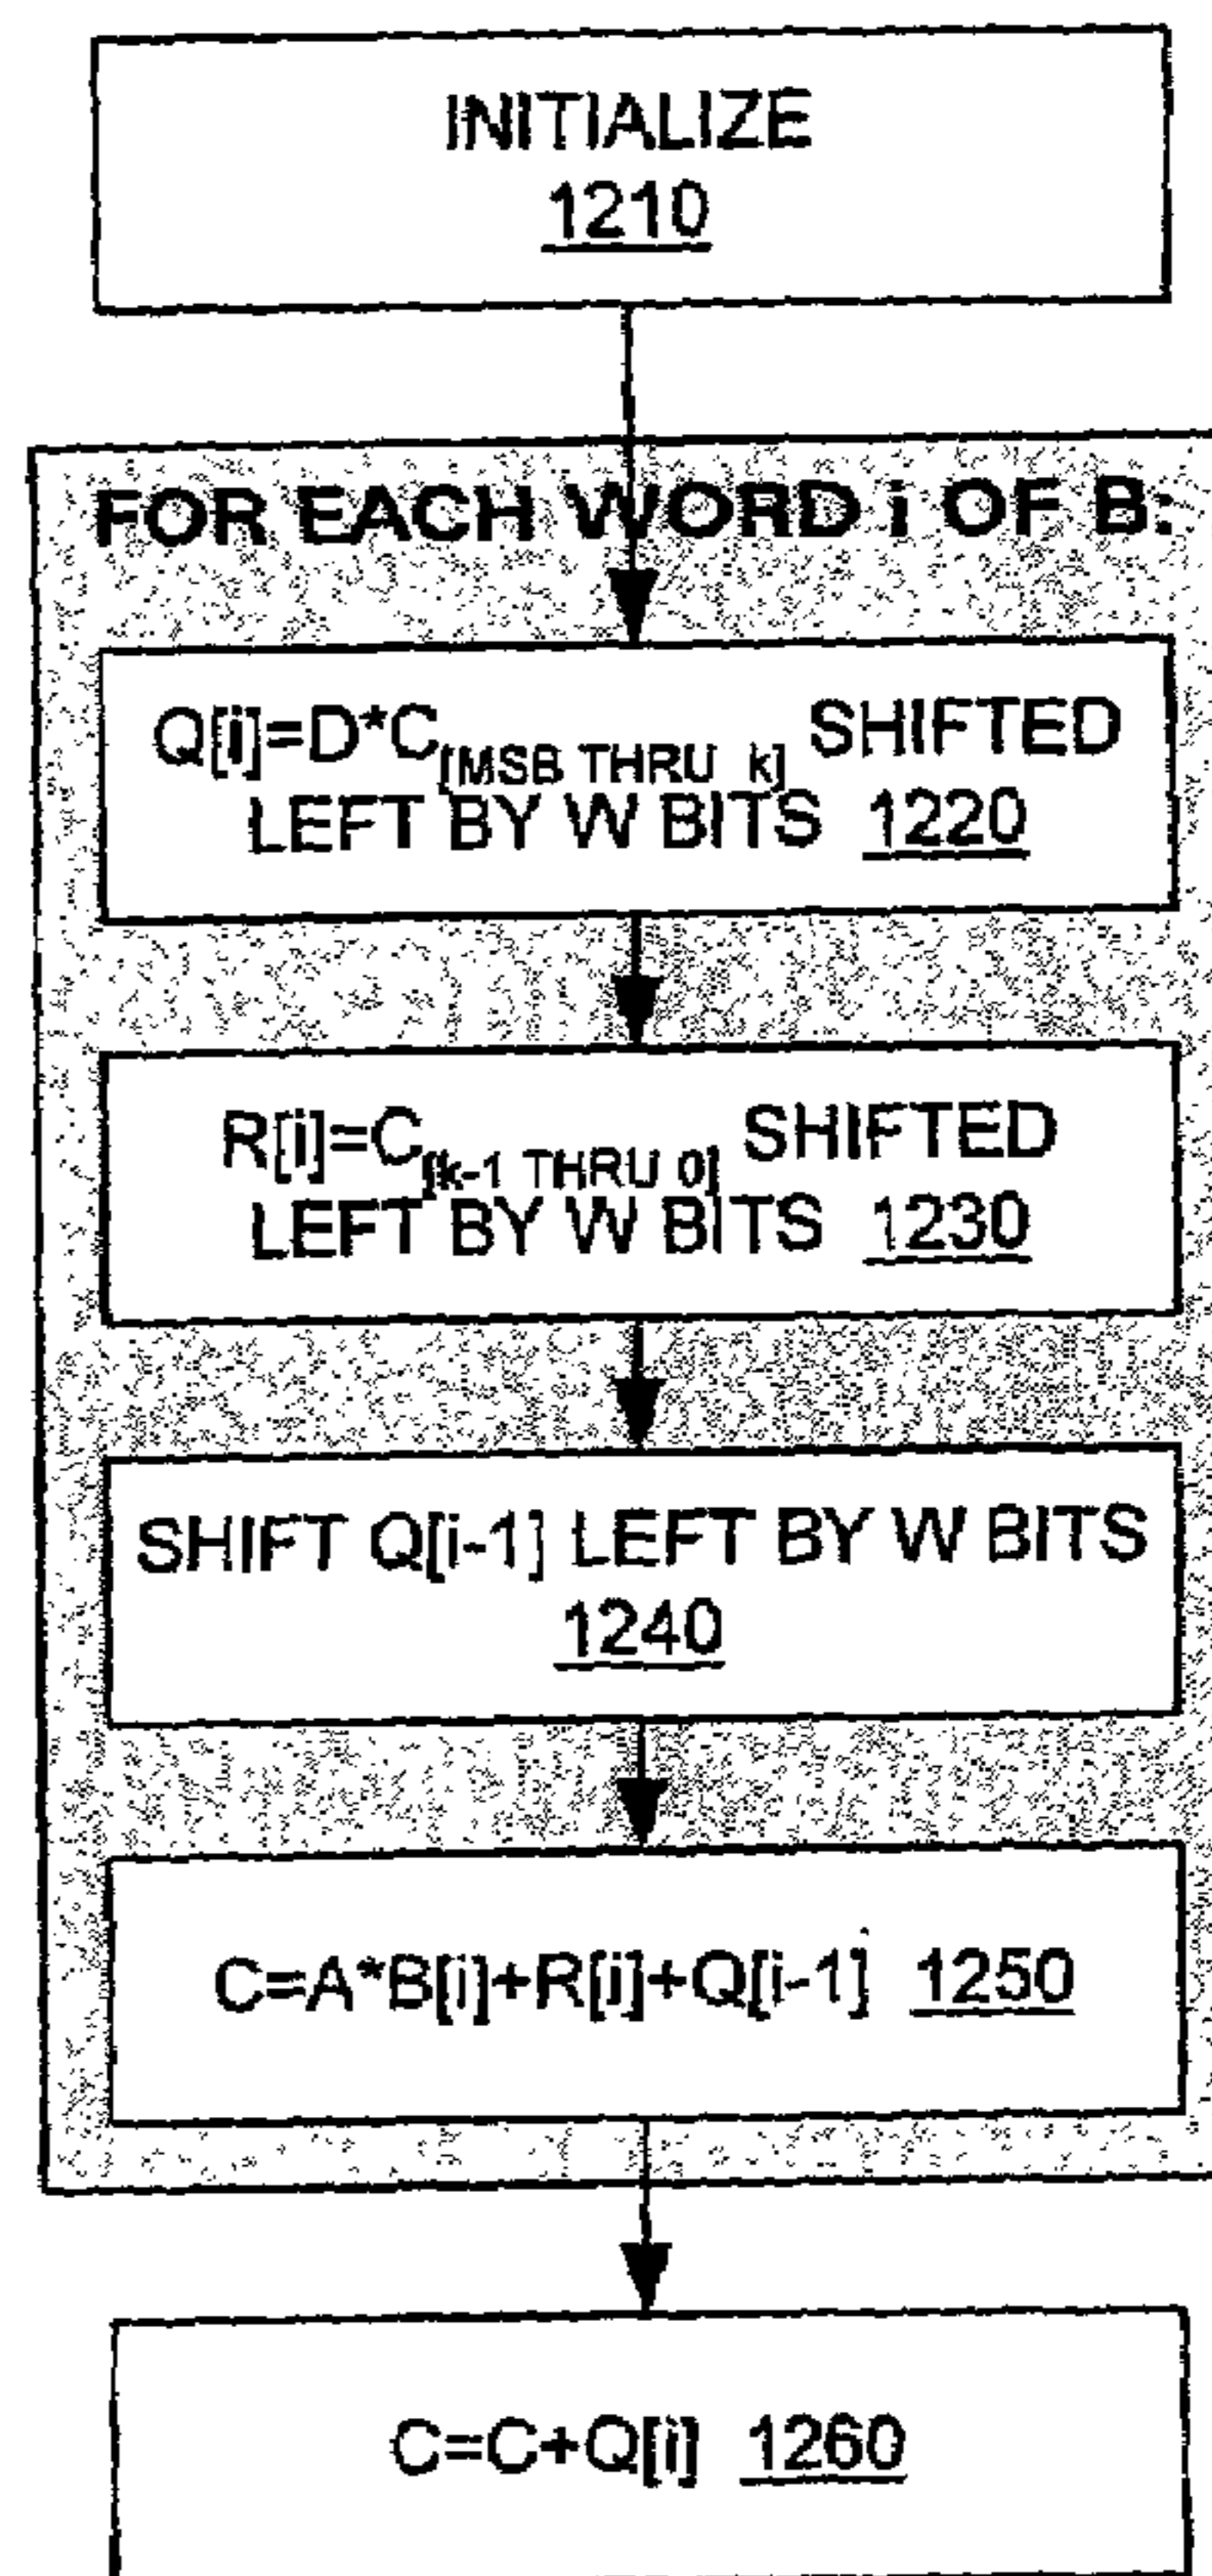 INITIALIZE
1210
FOR EACH WORD i OF B:
Q[i]=D*C[MSB THRU k] SHIFTED
LEFT BY W BITS 1220
R[i]=C[k-1 THRU 0] SHIFTED
LEFT BY W BITS 1230
SHIFT Q[i-1] LEFT BY W BITS
1240
C=A*B[i]+R[i]+Q[i-1] 1250
C=C+Q[i] 1260